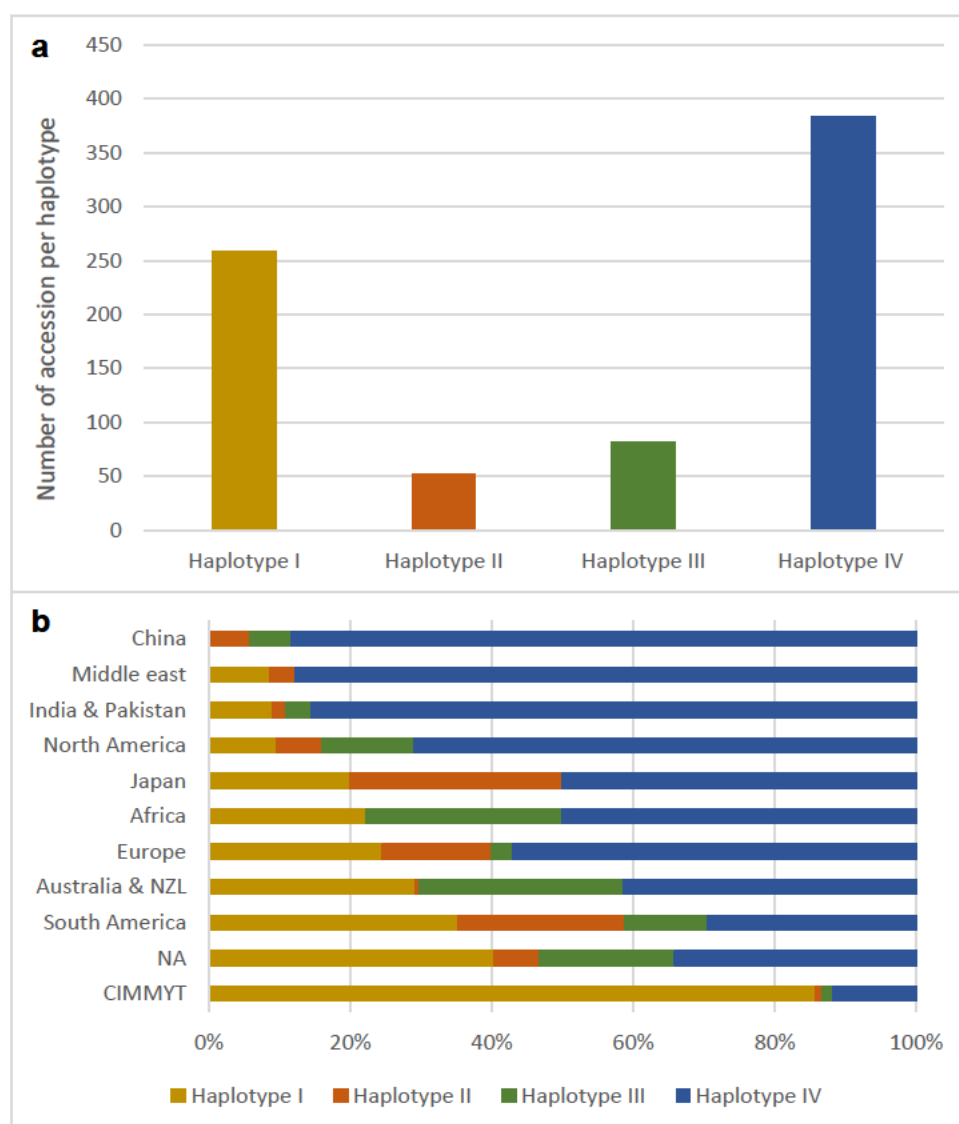 a
Number of accession per haplotype
450
400
350
300
250
200
150
100
50
0
Haplotype I
Haplotype II
Haplotype III
Haplotype IV
b
China
Middle east
India & Pakistan
North America
Japan
Africa
Europe
Australia & NZL
South America
NA
CIMMYT
0% 20% 40% 60% 80% 100%
Haplotype I Haplotype II Haplotype III Haplotype IV